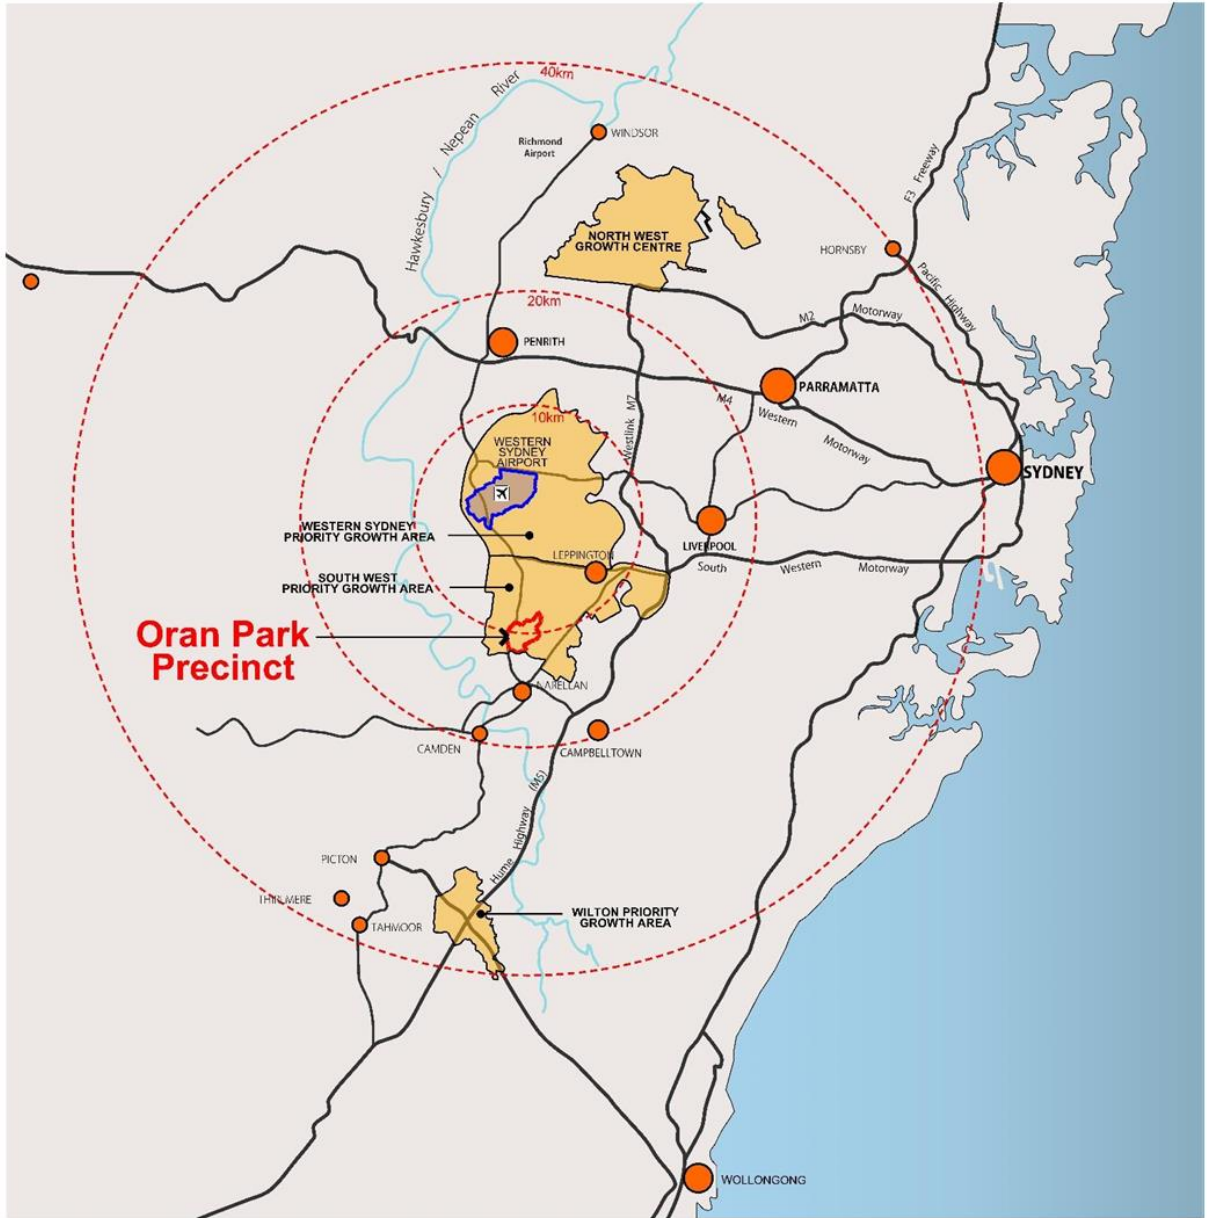 40km
River
Nepean
/
Hawkesbury
WINDSOR
Richmond
Airport
F3 Freeway
NORTH WEST
GROWTH CENTRE
HORNSBY
Pacific Highway
20km
M2
Motorway
PENRITH
PARRAMATTA
M4
Western
Motorway
Westlink M7
10km
WESTERN
SYDNEY
AIRPORT
SYDNEY
WESTERN SYDNEY
PRIORITY GROWTH AREA
LIVERPOOL
LEPPINGTON
South
Western
Motorway
SOUTH WEST
PRIORITY GROWTH AREA
Oran Park
Precinct
NARELLAN
CAMDEN
CAMPBELLTOWN
Hume Highway (M5)
PICTON
THIRLMERE
TAHMOOR
WILTON PRIORITY
GROWTH AREA
WOLLONGONG